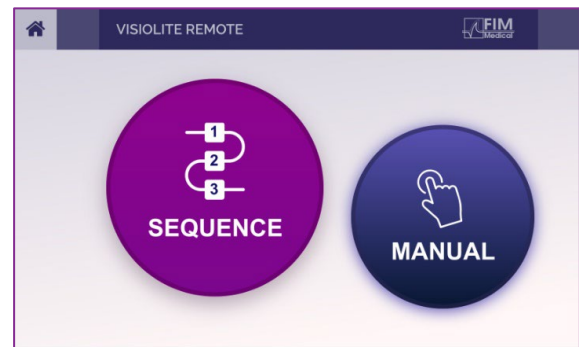 VISIOLITE REMOTE
FIM
Medical
1
2
3
SEQUENCE
MANUAL